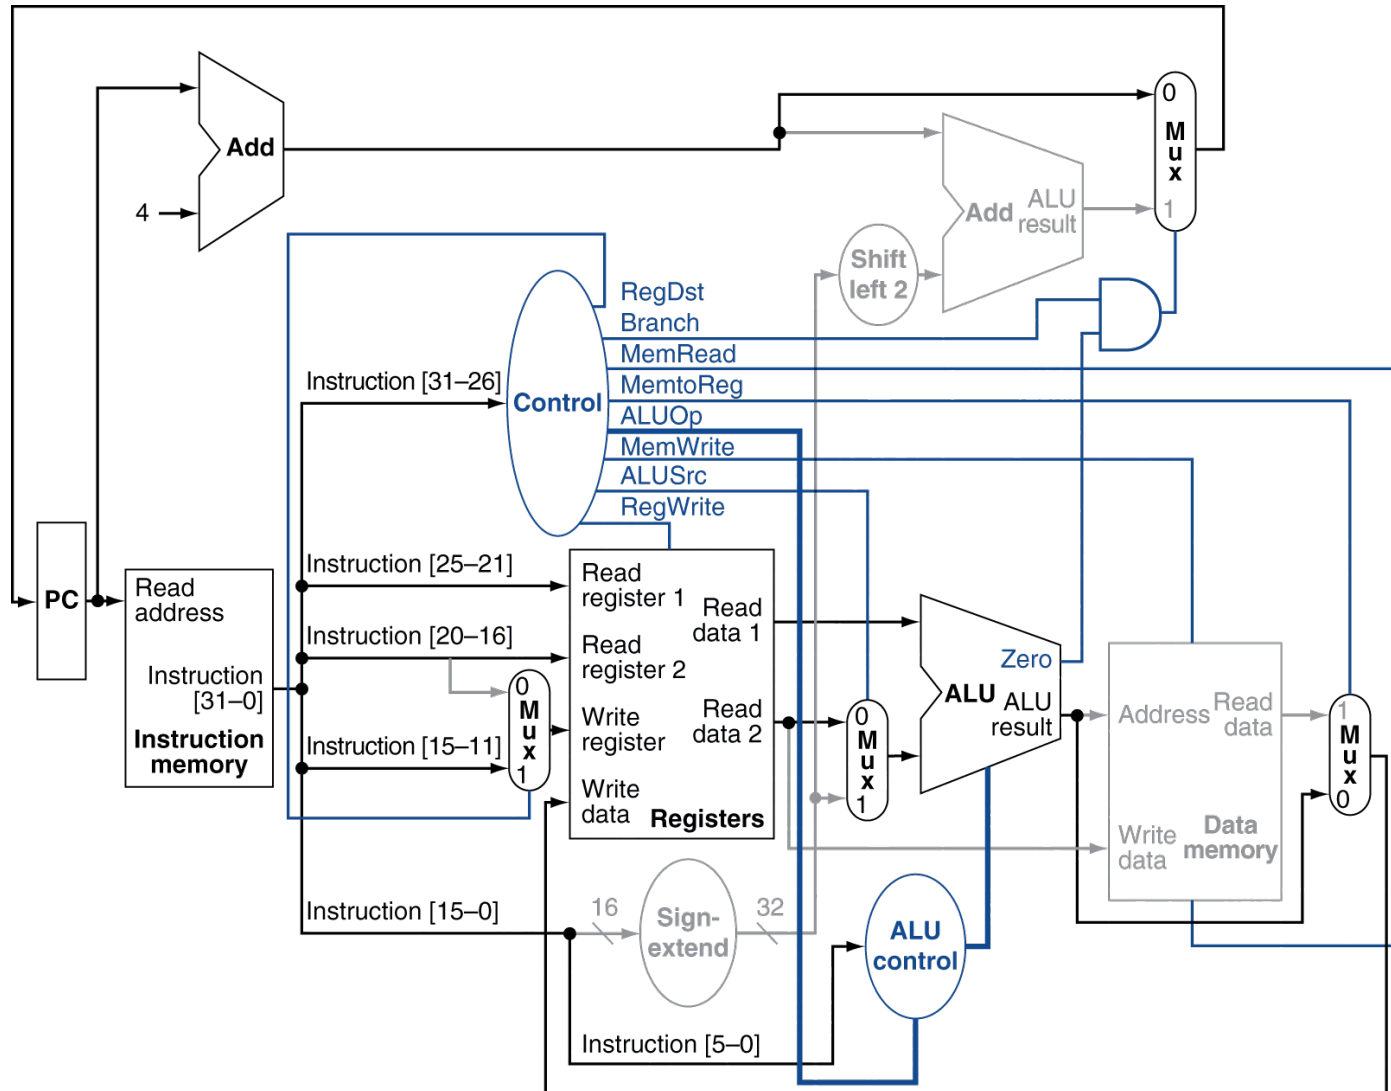 0
M
u
x
1
Add
4
Add
ALU
result
Shift
left 2
RegDst
Branch
MemRead
MemtoReg
ALUOp
MemWrite
ALUSrc
RegWrite
Instruction [31–26]
Control
Instruction [25–21]
Instruction [20–16]
Instruction [15–11]
Instruction [15–0]
Instruction [5–0]
PC
Read
address
Instruction
[31–0]
Instruction
memory
0
M
u
x
1
Read
register 1
Read
register 2
Write
register
Write
data
Read
data 1
Read
data 2
Registers
0
M
u
x
1
Zero
ALU
ALU
result
Address
Read
data
Write
data
Data
memory
1
M
u
x
0
16
Sign-
extend
32
ALU
control